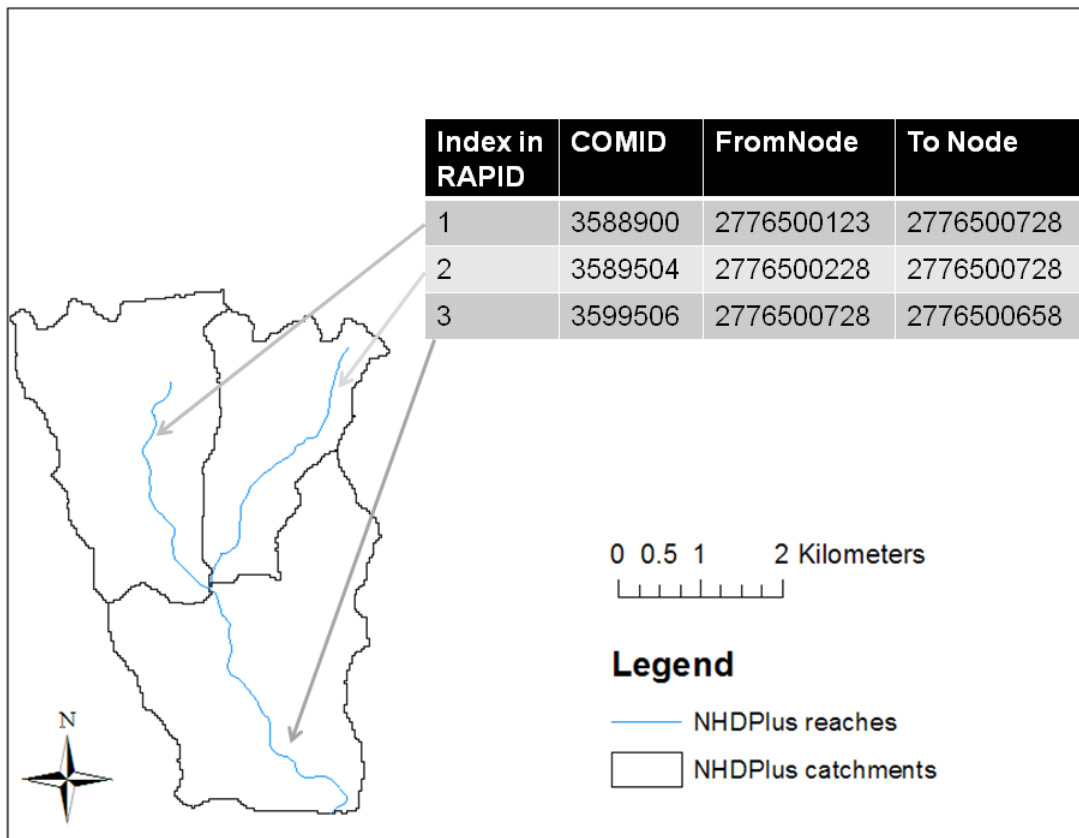 Index in RAPID COMID FromNode To Node
1 3588900 2776500123 2776500728
2 3589504 2776500228 2776500728
3 3599506 2776500728 2776500658
0 0.5 1 2 Kilometers
Legend
NHDPlus reaches
NHDPlus catchments
N